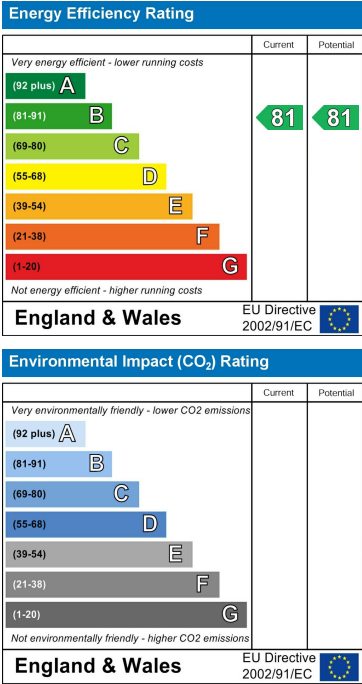 Energy Efficiency Rating
Current Potential
Very energy efficient - lower running costs
(92 plus) A
(81-91) B 81 81
(69-80) C
(55-68) D
(39-54) E
(21-38) F
(1-20) G
Not energy efficient - higher running costs
England & Wales
EU Directive
2002/91/EC
Environmental Impact (CO₂) Rating
Current Potential
Very environmentally friendly - lower CO2 emissions
(92 plus) A
(81-91) B
(69-80) C
(55-68) D
(39-54) E
(21-38) F
(1-20) G
Not environmentally friendly - higher CO2 emissions
England & Wales
EU Directive
2002/91/EC